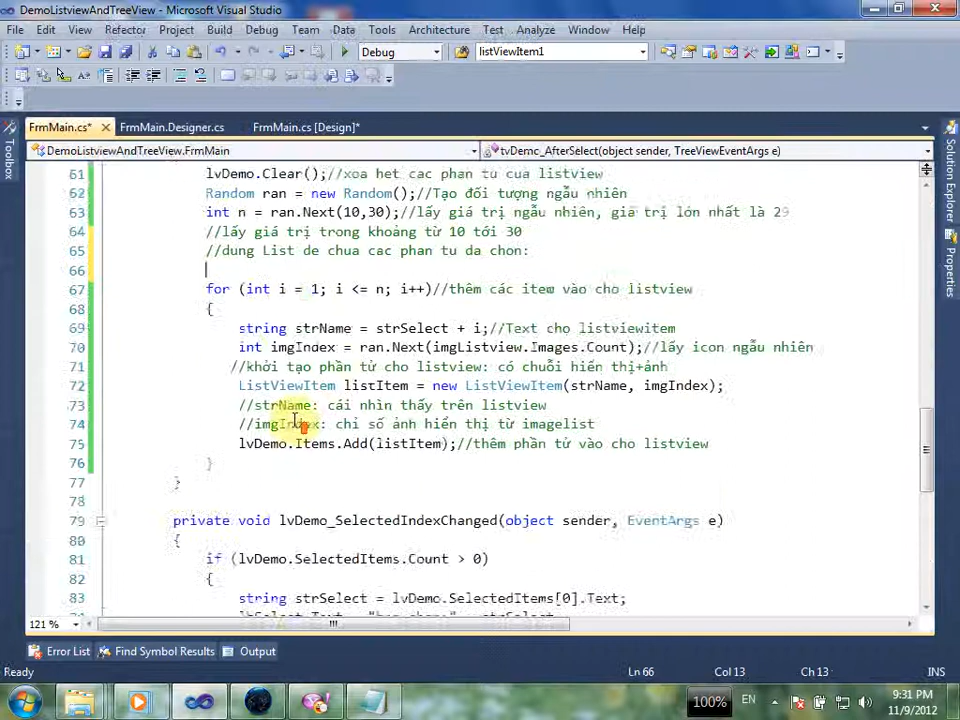 DemoListviewAndTreeView - Microsoft Visual Studio
File Edit View Refactor Project Build Debug Team Data Tools Architecture Test Analyze Window Help
Debug listViewItem1
FrmMain.cs* FrmMain.Designer.cs FrmMain.cs [Design]*
DemoListviewAndTreeView.FrmMain tvDemo_AfterSelect(object sender, TreeViewEventArgs e)
Toolbox
Solution Explorer
Properties
61 lvDemo.Clear();//xoa het cac phan tu cua listview
62 Random ran = new Random();//Tạo đối tượng ngẫu nhiên
63 int n = ran.Next(10,30);//lấy giá trị ngẫu nhiên, giá trị lớn nhất là 29
64 //lấy giá trị trong khoảng từ 10 tới 30
65 //dung List de chua cac phan tu da chon:
66
67 for (int i = 1; i <= n; i++)//thêm các item vào cho listview
68 {
69 string strName = strSelect + i;//Text cho listviewitem
70 int imgIndex = ran.Next(imgListview.Images.Count);//lấy icon ngẫu nhiên
71 //khởi tạo phần tử cho listview: có chuỗi hiển thị+ảnh
72 ListViewItem listItem = new ListViewItem(strName, imgIndex);
73 //strName: cái nhìn thấy trên listview
74 //imgIndex: chỉ số ảnh hiển thị từ imagelist
75 lvDemo.Items.Add(listItem);//thêm phần tử vào cho listview
76 }
77 }
78
79 private void lvDemo_SelectedIndexChanged(object sender, EventArgs e)
80 {
81 if (lvDemo.SelectedItems.Count > 0)
82 {
83 string strSelect = lvDemo.SelectedItems[0].Text;
121 %
Error List Find Symbol Results Output
Ready Ln 66 Col 13 Ch 13 INS
100% EN 9:31 PM
11/9/2012